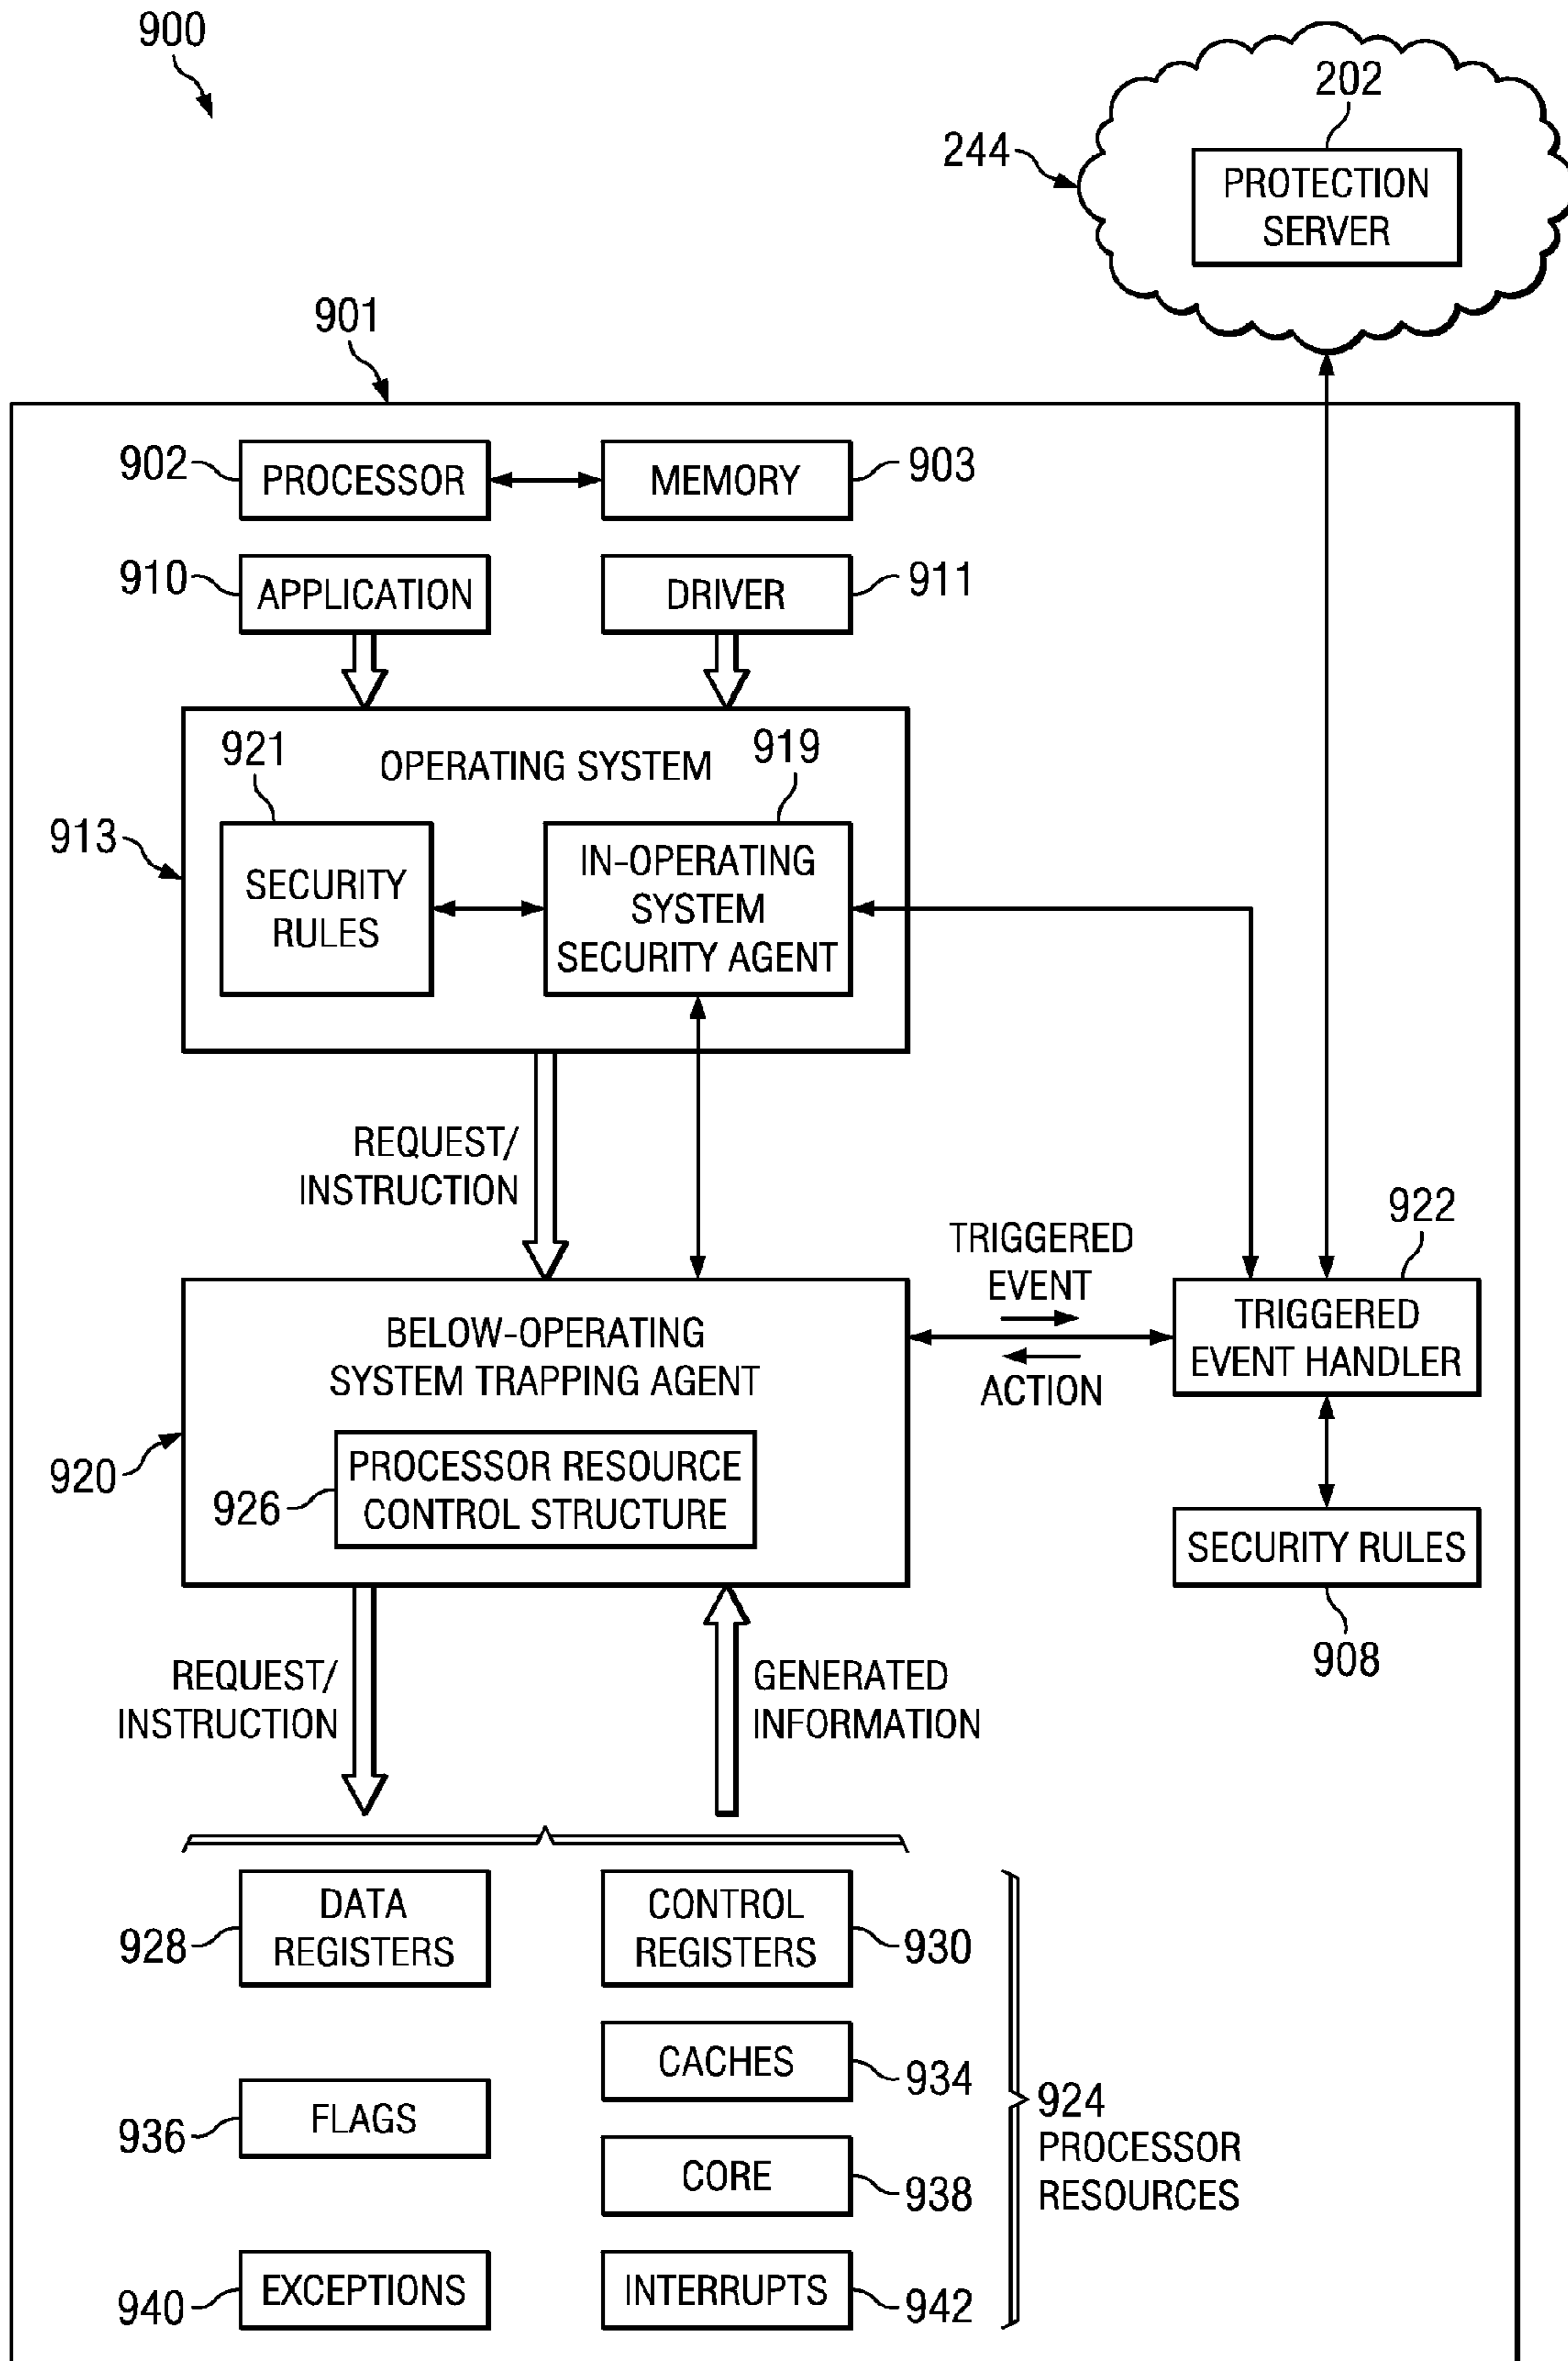 900
202
244
PROTECTION
SERVER
901
902
PROCESSOR
MEMORY
903
910
APPLICATION
DRIVER
911
921
OPERATING SYSTEM
919
913
SECURITY
RULES
IN-OPERATING
SYSTEM
SECURITY AGENT
REQUEST/
INSTRUCTION
TRIGGERED
EVENT
ACTION
922
TRIGGERED
EVENT HANDLER
BELOW-OPERATING
SYSTEM TRAPPING AGENT
920
926
PROCESSOR RESOURCE
CONTROL STRUCTURE
SECURITY RULES
908
REQUEST/
INSTRUCTION
GENERATED
INFORMATION
928
DATA
REGISTERS
CONTROL
REGISTERS
930
CACHES
934
936
FLAGS
CORE
938
924
PROCESSOR
RESOURCES
940
EXCEPTIONS
INTERRUPTS
942